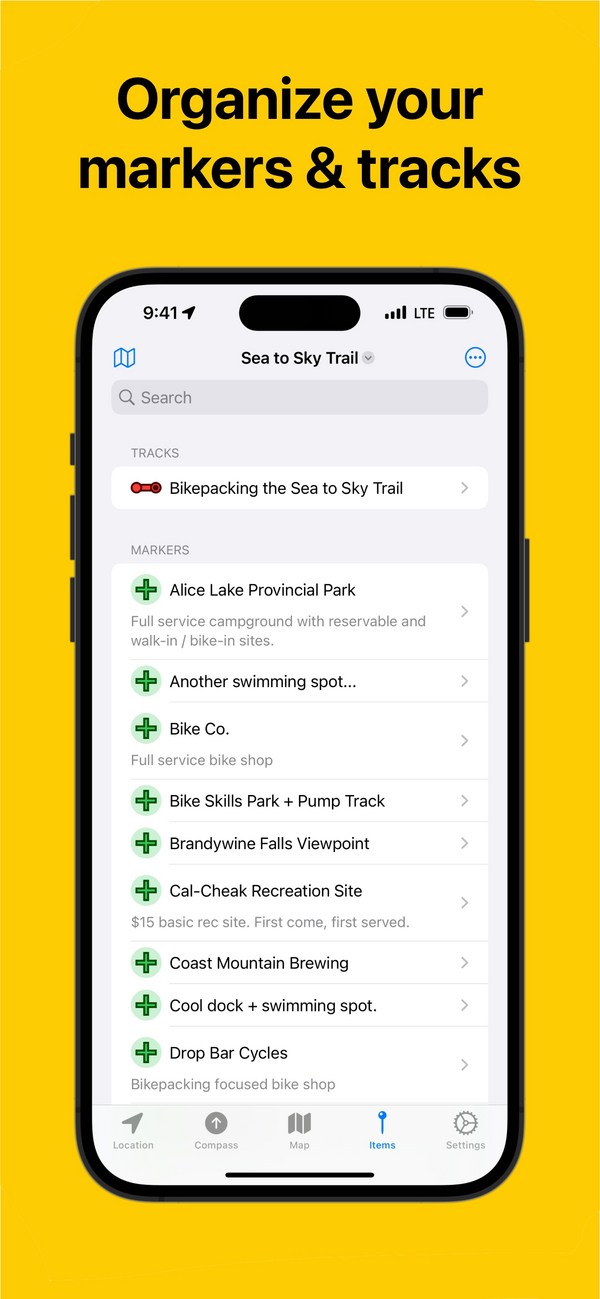 Organize your
markers & tracks
9:41
LTE
Sea to Sky Trail
Search
TRACKS
Bikepacking the Sea to Sky Trail
MARKERS
Alice Lake Provincial Park
Full service campground with reservable and
walk-in / bike-in sites.
Another swimming spot...
Bike Co.
Full service bike shop
Bike Skills Park + Pump Track
Brandywine Falls Viewpoint
Cal-Cheak Recreation Site
$15 basic rec site. First come, first served.
Coast Mountain Brewing
Cool dock + swimming spot.
Drop Bar Cycles
Bikepacking focused bike shop
Location
Compass
Map
Items
Settings